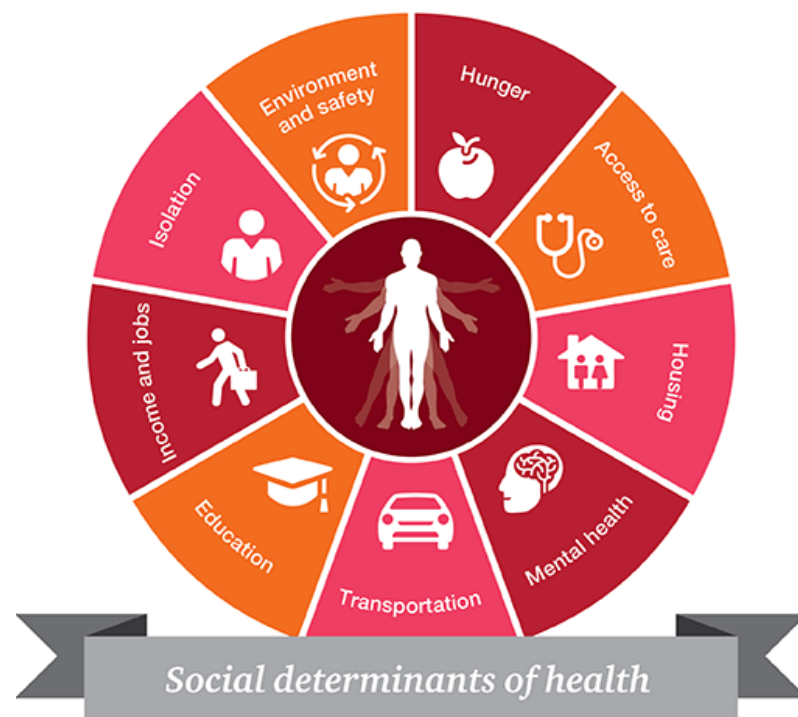 Hunger
Access to care
Housing
Mental health
Transportation
Education
Income and jobs
Isolation
Environment
and safety
Social determinants of health